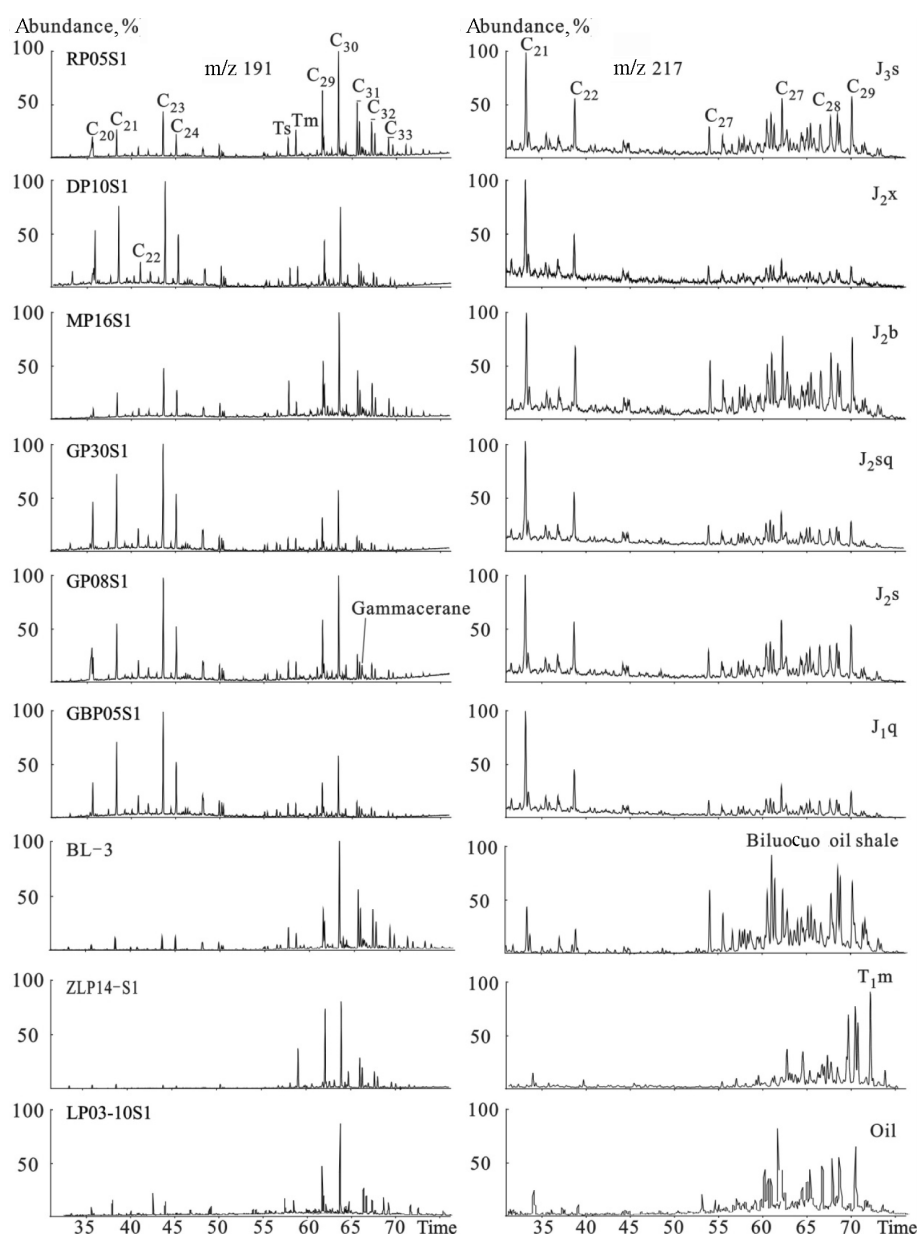 Abundance, %
100
RP05S1
m/z 191
50
C20
C21
C23
C24
Ts
Tm
C29
C30
C31
C32
C33
Abundance, %
100
C21
m/z 217
J3s
C22
50
C27
C27
C28
C29
100
DP10S1
50
C22
100
J2x
50
100
MP16S1
50
100
J2b
50
100
GP30S1
50
100
J2sq
50
100
GP08S1
Gammacerane
50
100
J2s
50
100
GBP05S1
50
100
J1q
50
100
BL-3
50
Biluocuo oil shale
100
50
100
ZLP14-S1
50
T1m
100
50
100
LP03-10S1
50
35 40 45 50 55 60 65 70 Time
100
Oil
50
35 40 45 50 55 60 65 70 Time